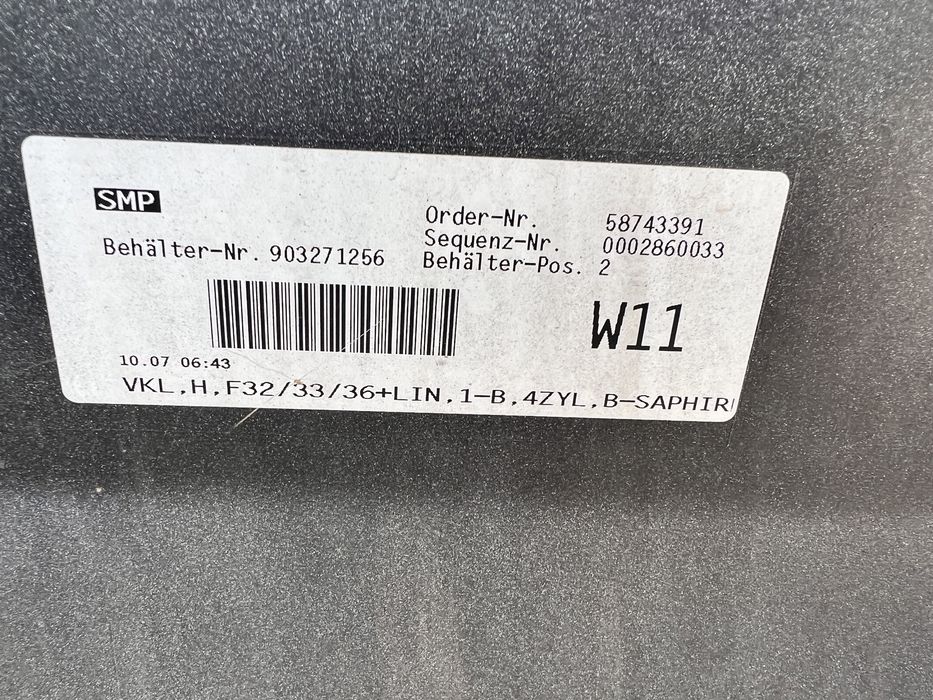 SMP
Order-Nr. 58743391
Sequenz-Nr. 0002860033
Behälter-Nr. 903271256 Behälter-Pos. 2
W11
10.07 06:43
VKL,H,F32/33/36+LIN,1-B,4ZYL,B-SAPHIR